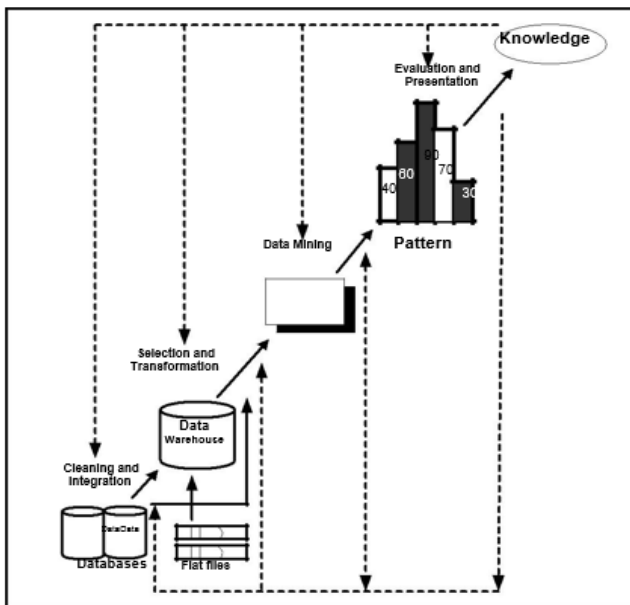 Knowledge
Evaluation and
Presentation
40
60
90
70
30
Pattern
Data Mining
Selection and
Transformation
Data
Warehouse
Cleaning and
Integration
DataData
Databases
Flat files